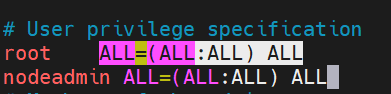 # User privilege specification
root    ALL=(ALL:ALL) ALL
nodeadmin ALL=(ALL:ALL) ALL